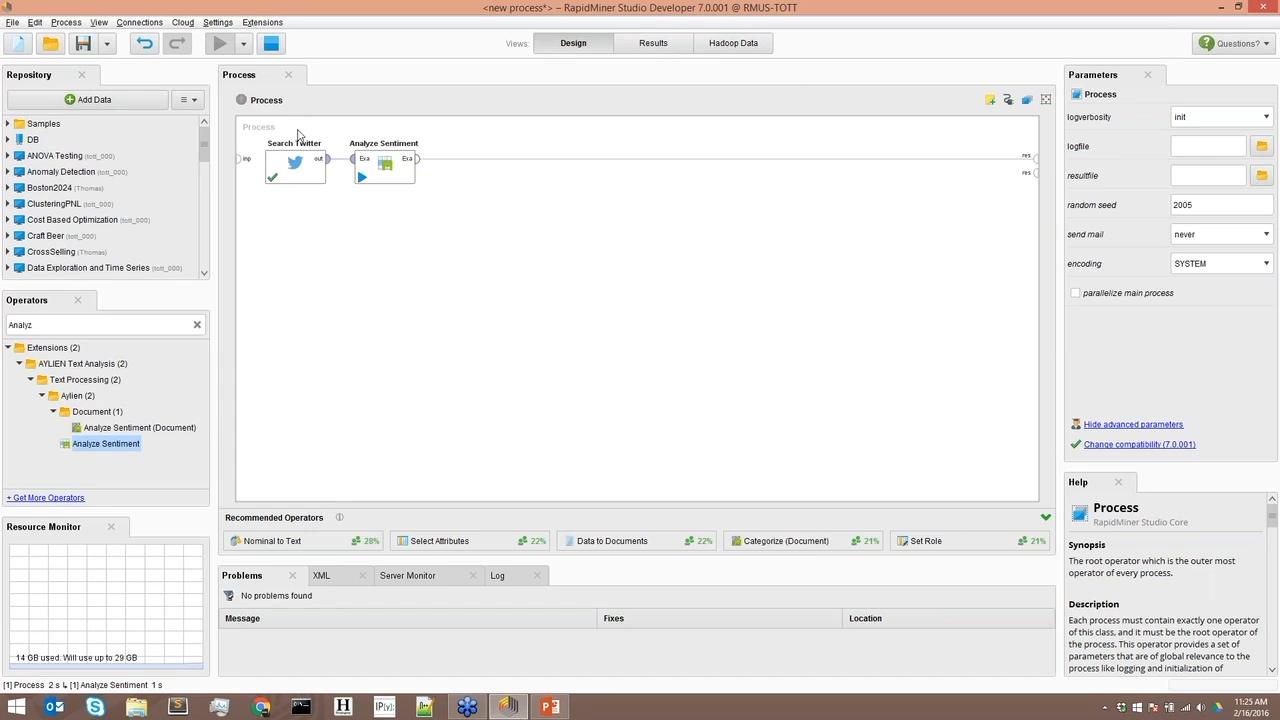 <new process*> – RapidMiner Studio Developer 7.0.001 @ RMUS-TOTT
File Edit Process View Connections Cloud Settings Extensions
Views: Design Results Hadoop Data Questions?
Repository
Add Data
Samples
DB
ANOVA Testing (tott_000)
Anomaly Detection (tott_000)
Boston2024 (tott_000)
ClusteringPNL (tott_000)
Cost Based Optimization (tott_000)
Craft Beer (tott_000)
CrossSelling (Thomas)
Data Exploration and Time Series (tott_000)
Operators
Analyz
Extensions (2)
AYLIEN Text Analysis (2)
Text Processing (2)
Aylien (2)
Document (1)
Analyze Sentiment (Document)
Analyze Sentiment
+ Get More Operators
Resource Monitor
14 GB used. Will use up to 29 GB
Process
Process
Process
Search Twitter Analyze Sentiment
inp out Exa Exa res
res
Recommended Operators
Nominal to Text 28% Select Attributes 22% Data to Documents 22% Categorize (Document) 21% Set Role 21%
Problems XML Server Monitor Log
No problems found
Message Fixes Location
Parameters
Process
logverbosity init
logfile
resultfile
random seed 2005
send mail never
encoding SYSTEM
parallelize main process
Hide advanced parameters
Change compatibility (7.0.001)
Help
Process
RapidMiner Studio Core
Synopsis
The root operator which is the outer most
operator of every process.
Description
Each process must contain exactly one operator
of this class, and it must be the root operator of
the process. This operator provides a set of
parameters that are of global relevance to the
process like logging and initialization of
[1] Process 2 s ↳ [1] Analyze Sentiment 1 s
11:25 AM
2/16/2016